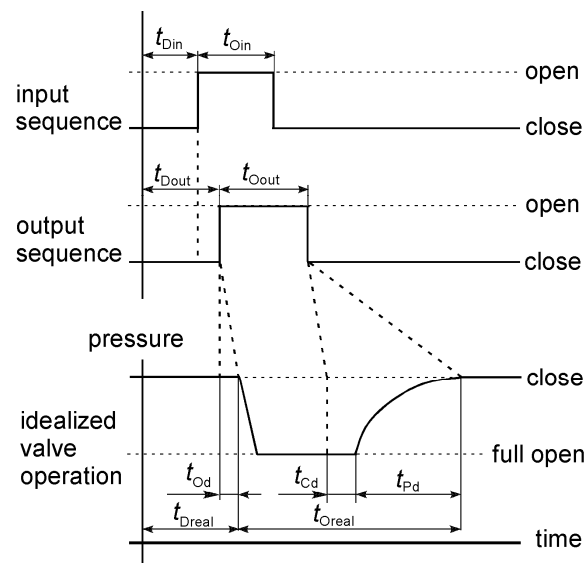 tDin tOin
open
input
sequence
close
tDout tOout
open
output
sequence
close
pressure
close
idealized
valve
operation
full open
tOd tCd tPd
tDreal tOreal
time